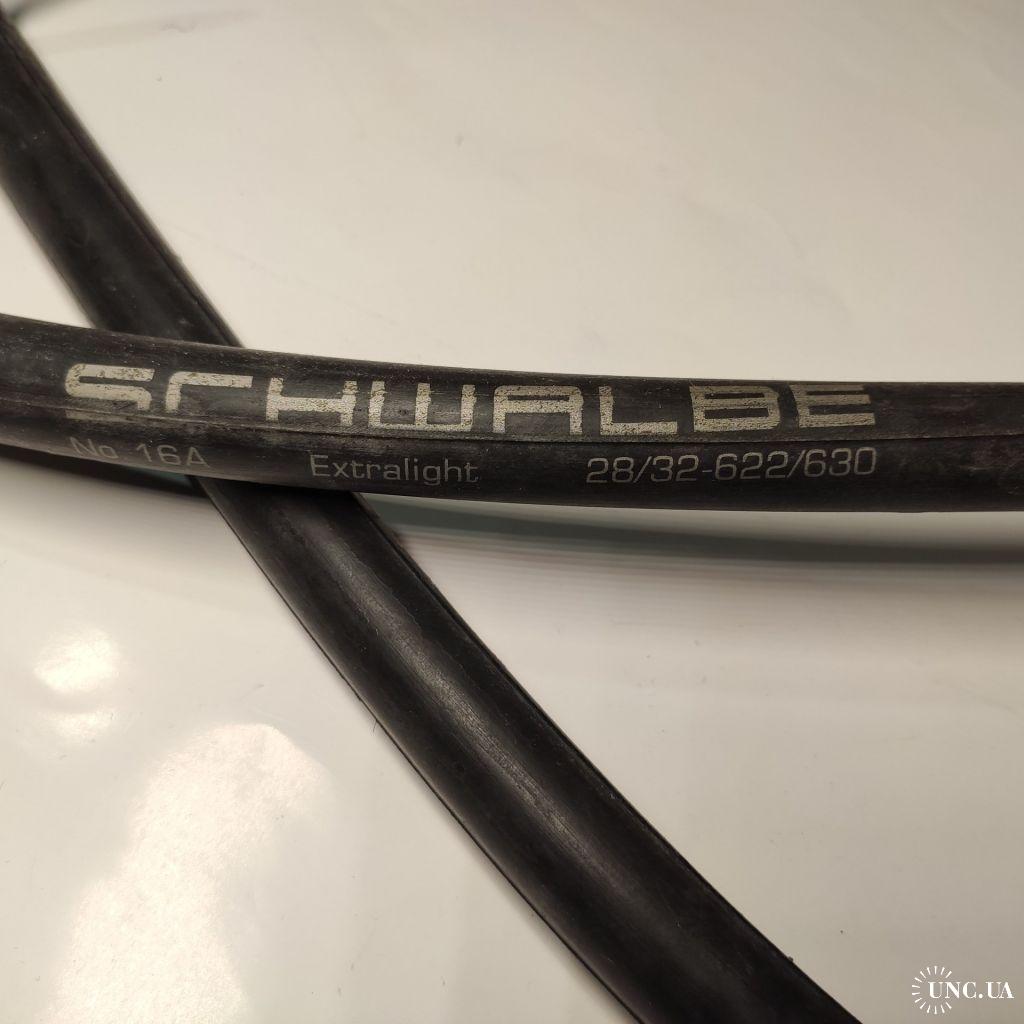 SCHWALBE
No 16A Extralight 28/32-622/630
UNC.UA